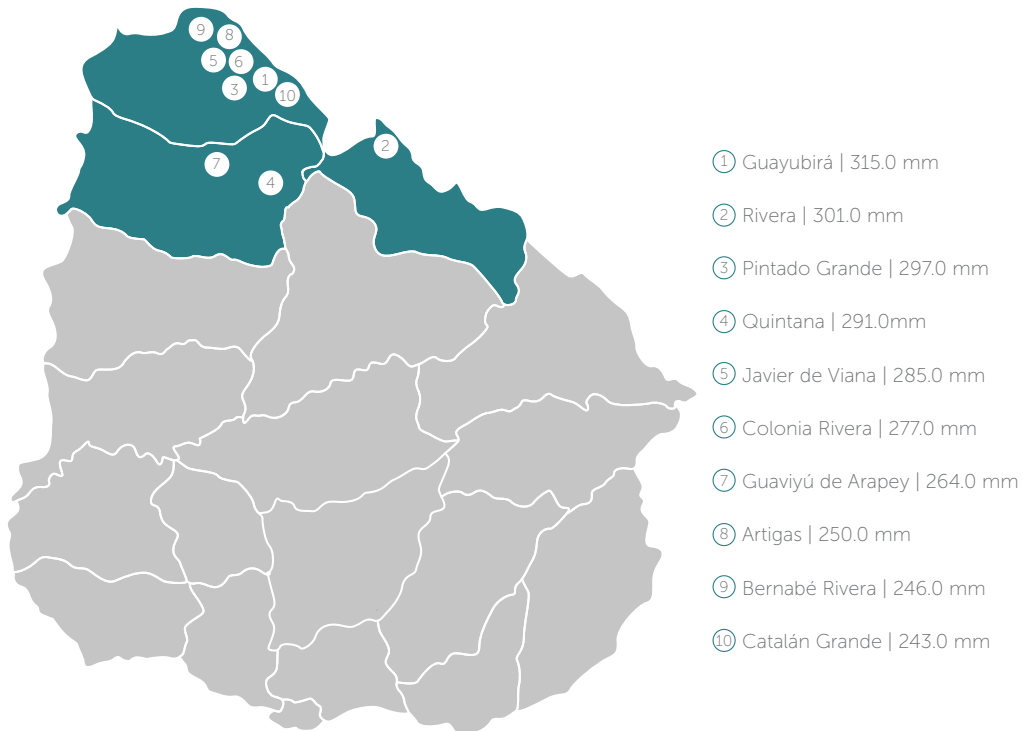 9
8
5
6
1
3
10
2
7
4
1 Guayubirá | 315.0 mm
2 Rivera | 301.0 mm
3 Pintado Grande | 297.0 mm
4 Quintana | 291.0mm
5 Javier de Viana | 285.0 mm
6 Colonia Rivera | 277.0 mm
7 Guaviyú de Arapey | 264.0 mm
8 Artigas | 250.0 mm
9 Bernabé Rivera | 246.0 mm
10 Catalán Grande | 243.0 mm